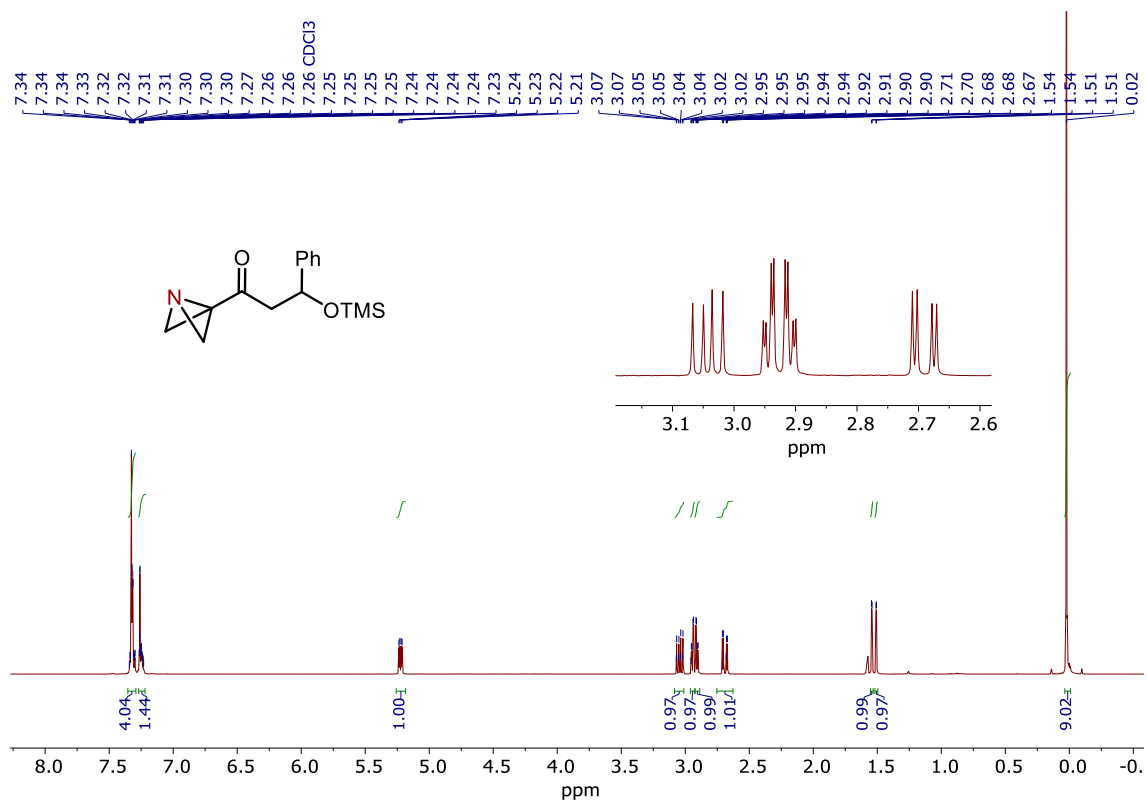 7.34 7.34 7.34 7.33 7.32 7.32 7.31 7.31 7.30 7.30 7.30 7.27 7.26 7.26 7.26 CDCl3 7.25 7.25 7.25 7.25 7.24 7.24 7.24 7.24 7.23 5.24 5.23 5.22 5.21 3.07 3.07 3.05 3.05 3.04 3.04 3.02 3.02 2.95 2.95 2.95 2.94 2.94 2.92 2.91 2.90 2.90 2.71 2.70 2.68 2.68 2.67 1.54 1.54 1.51 1.51 0.02
O
Ph
N
OTMS
3.1 3.0 2.9 2.8 2.7 2.6
ppm
4.04 1.44 1.00 0.97 0.97 0.99 1.01 0.99 0.97 9.02
8.0 7.5 7.0 6.5 6.0 5.5 5.0 4.5 4.0 3.5 3.0 2.5 2.0 1.5 1.0 0.5 0.0 -0.
ppm